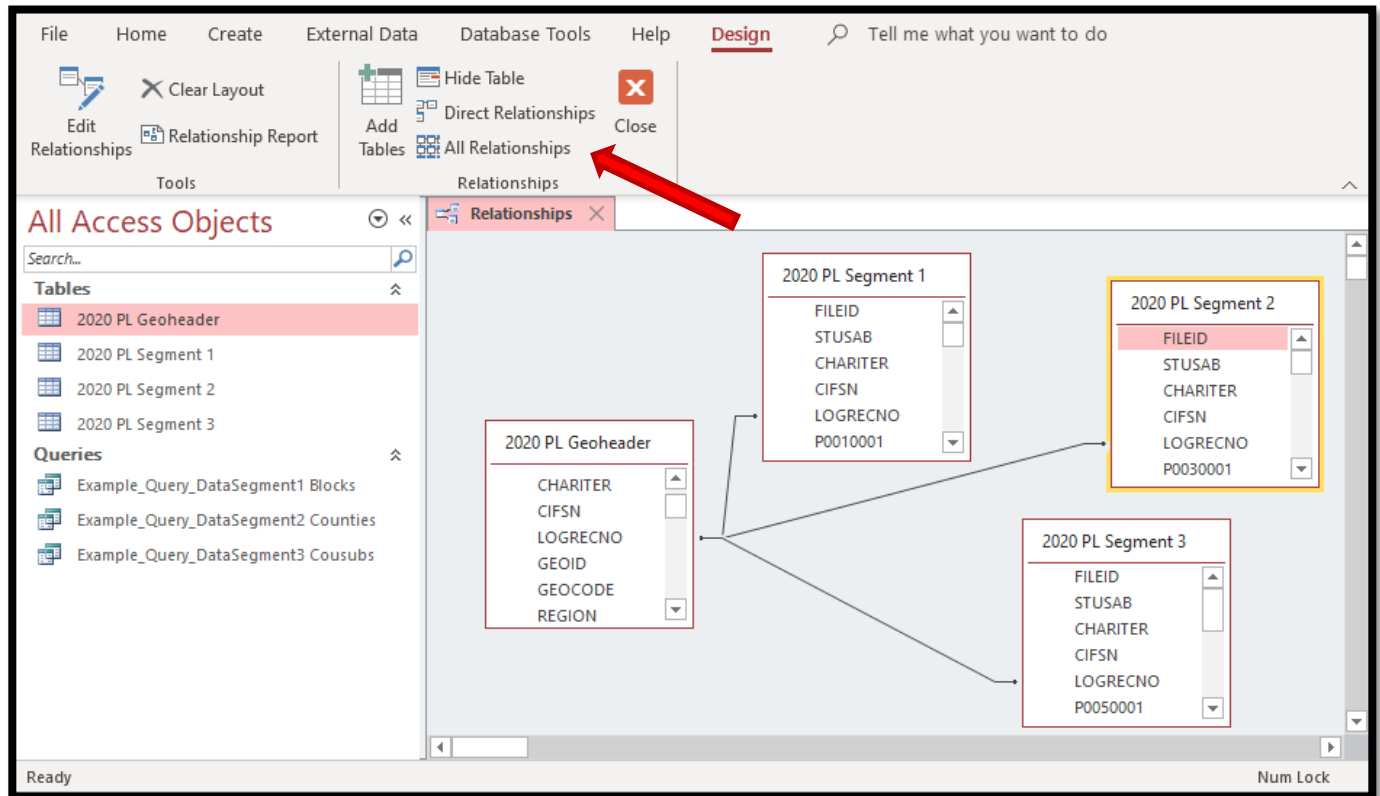 File Home Create External Data Database Tools Help Design Tell me what you want to do
Edit Relationships
Clear Layout
Relationship Report
Tools
Add Tables
Hide Table
Direct Relationships
All Relationships
Close
Relationships
All Access Objects
Search...
Tables
2020 PL Geoheader
2020 PL Segment 1
2020 PL Segment 2
2020 PL Segment 3
Queries
Example_Query_DataSegment1 Blocks
Example_Query_DataSegment2 Counties
Example_Query_DataSegment3 Cousubs
Relationships
2020 PL Geoheader
CHARITER
CIFSN
LOGRECNO
GEOID
GEOCODE
REGION
2020 PL Segment 1
FILEID
STUSAB
CHARITER
CIFSN
LOGRECNO
P0010001
2020 PL Segment 2
FILEID
STUSAB
CHARITER
CIFSN
LOGRECNO
P0030001
2020 PL Segment 3
FILEID
STUSAB
CHARITER
CIFSN
LOGRECNO
P0050001
Ready
Num Lock